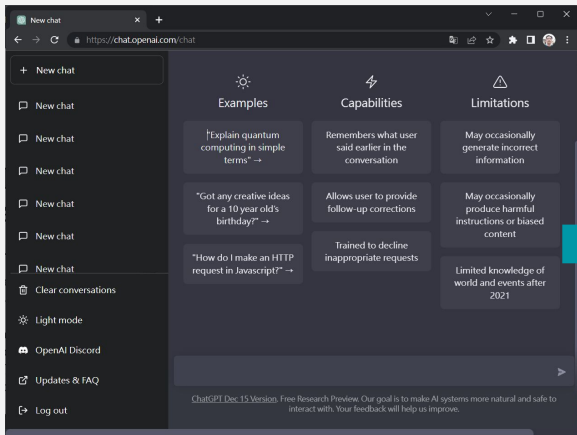 New chat
https://chat.openai.com/chat
New chat
New chat
New chat
New chat
New chat
New chat
New chat
Clear conversations
Light mode
OpenAI Discord
Updates & FAQ
Log out
Examples
"Explain quantum
computing in simple
terms" →
"Got any creative ideas
for a 10 year old's
birthday?" →
"How do I make an HTTP
request in Javascript?" →
Capabilities
Remembers what user
said earlier in the
conversation
Allows user to provide
follow-up corrections
Trained to decline
inappropriate requests
Limitations
May occasionally
generate incorrect
information
May occasionally
produce harmful
instructions or biased
content
Limited knowledge of
world and events after
2021
ChatGPT Dec 15 Version. Free Research Preview. Our goal is to make AI systems more natural and safe to
interact with. Your feedback will help us improve.